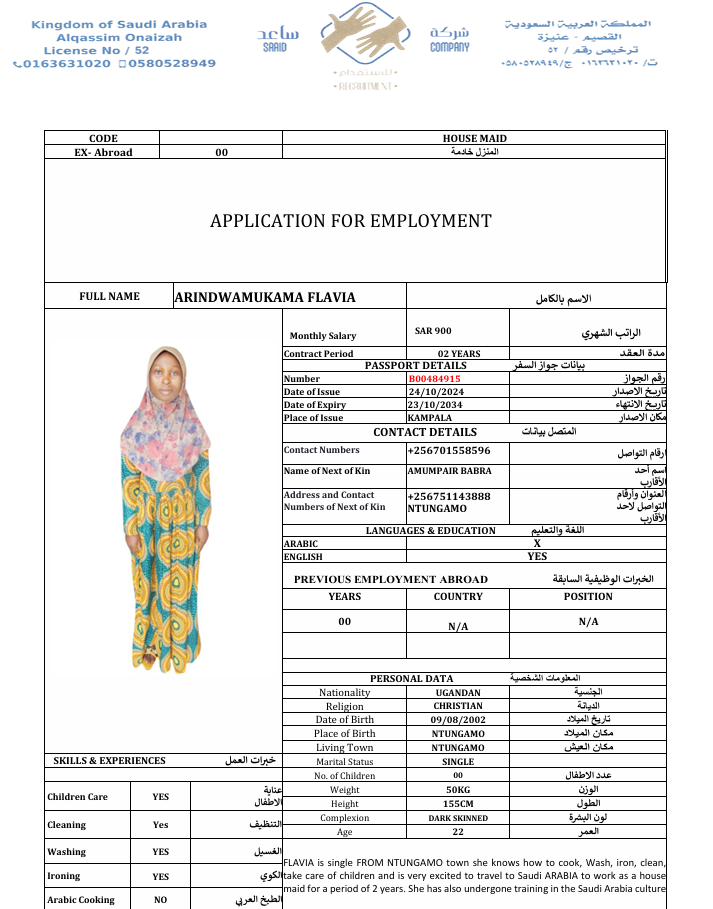 Kingdom of Saudi Arabia
Alqassim Onaizah
License No / 52
0163631020 0580528949
ساعد
SAAID
شركة
COMPANY
للاستقدام
RECRUITMENT
المملكة العربية السعودية
القصيم - عنيزة
ترخيص رقم / ٥٢
ت/ ٠١٦٣٦٣١٠٢٠ ج/ ٠٥٨٠٥٢٨٩٤٩
CODE HOUSE MAID
EX- Abroad 00 المنزل خادمة
APPLICATION FOR EMPLOYMENT
FULL NAME ARINDWAMUKAMA FLAVIA الاسم بالكامل
Monthly Salary SAR 900 الراتب الشهري
Contract Period 02 YEARS مدة العقد
PASSPORT DETAILS بيانات جواز السفر
Number B00484915 رقم الجواز
Date of Issue 24/10/2024 تاريخ الاصدار
Date of Expiry 23/10/2034 تاريخ الانتهاء
Place of Issue KAMPALA مكان الاصدار
CONTACT DETAILS المتصل بيانات
Contact Numbers +256701558596 ارقام التواصل
Name of Next of Kin AMUMPAIR BABRA اسم أحد
الأقارب
Address and Contact +256751143888 العنوان وأرقام
Numbers of Next of Kin NTUNGAMO التواصل لاحد
الأقارب
LANGUAGES & EDUCATION اللغة والتعليم
ARABIC X
ENGLISH YES
PREVIOUS EMPLOYMENT ABROAD الخبرات الوظيفية السابقة
YEARS COUNTRY POSITION
00 N/A N/A
PERSONAL DATA المعلومات الشخصية
Nationality UGANDAN الجنسية
Religion CHRISTIAN الديانة
Date of Birth 09/08/2002 تاريخ الميلاد
Place of Birth NTUNGAMO مكان الميلاد
Living Town NTUNGAMO مكان العيش
Marital Status SINGLE
No. of Children 00 عدد الاطفال
Weight 50KG الوزن
Height 155CM الطول
Complexion DARK SKINNED لون البشرة
Age 22 العمر
SKILLS & EXPERIENCES خبرات العمل
Children Care YES عناية
الاطفال
Cleaning Yes التنظيف
Washing YES الغسيل
Ironing YES الكوي
Arabic Cooking NO الطبخ العربي
FLAVIA is single FROM NTUNGAMO town she knows how to cook, Wash, iron, clean,
take care of children and is very excited to travel to Saudi ARABIA to work as a house
maid for a period of 2 years. She has also undergone training in the Saudi Arabia culture